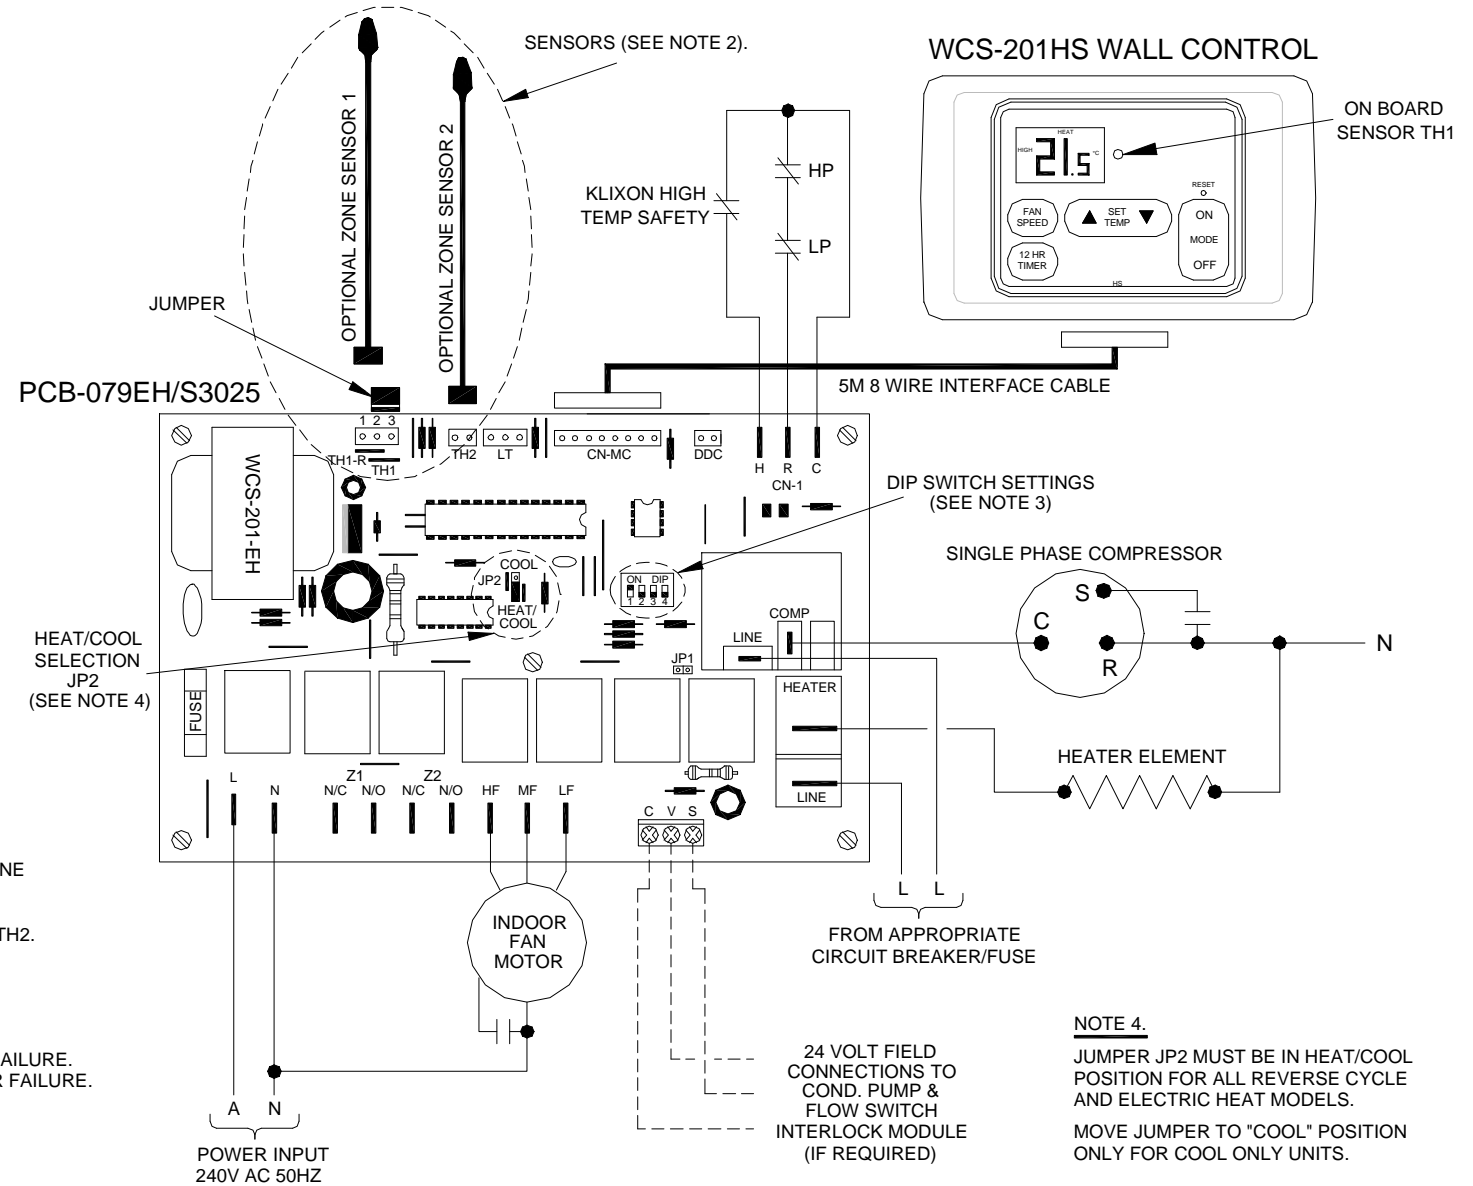 SENSORS (SEE NOTE 2).
WCS-201HS WALL CONTROL
ON BOARD
SENSOR TH1
HEAT
HIGH
21.5
°C
RESET
FAN
SPEED
SET
TEMP
ON
MODE
OFF
12 HR
TIMER
HS
OPTIONAL ZONE SENSOR 1
OPTIONAL ZONE SENSOR 2
KLIXON HIGH
TEMP SAFETY
HP
LP
JUMPER
PCB-079EH/S3025
5M 8 WIRE INTERFACE CABLE
1 2 3
TH1-R
TH1
TH2
LT
CN-MC
DDC
H R C
CN-1
WCS-201-EH
DIP SWITCH SETTINGS
(SEE NOTE 3)
COOL
JP2
HEAT/
COOL
ON DIP
1 2 3 4
SINGLE PHASE COMPRESSOR
S
C
R
N
COMP
LINE
JP1
HEATER
LINE
HEATER ELEMENT
HEAT/COOL
SELECTION
JP2
(SEE NOTE 4)
FUSE
L
N
Z1
N/C N/O
Z2
N/C N/O
HF MF LF
C V S
INDOOR
FAN
MOTOR
L L
FROM APPROPRIATE
CIRCUIT BREAKER/FUSE
NE
TH2.
AILURE.
R FAILURE.
A N
POWER INPUT
240V AC 50HZ
24 VOLT FIELD
CONNECTIONS TO
COND. PUMP &
FLOW SWITCH
INTERLOCK MODULE
(IF REQUIRED)
NOTE 4.
JUMPER JP2 MUST BE IN HEAT/COOL
POSITION FOR ALL REVERSE CYCLE
AND ELECTRIC HEAT MODELS.
MOVE JUMPER TO "COOL" POSITION
ONLY FOR COOL ONLY UNITS.